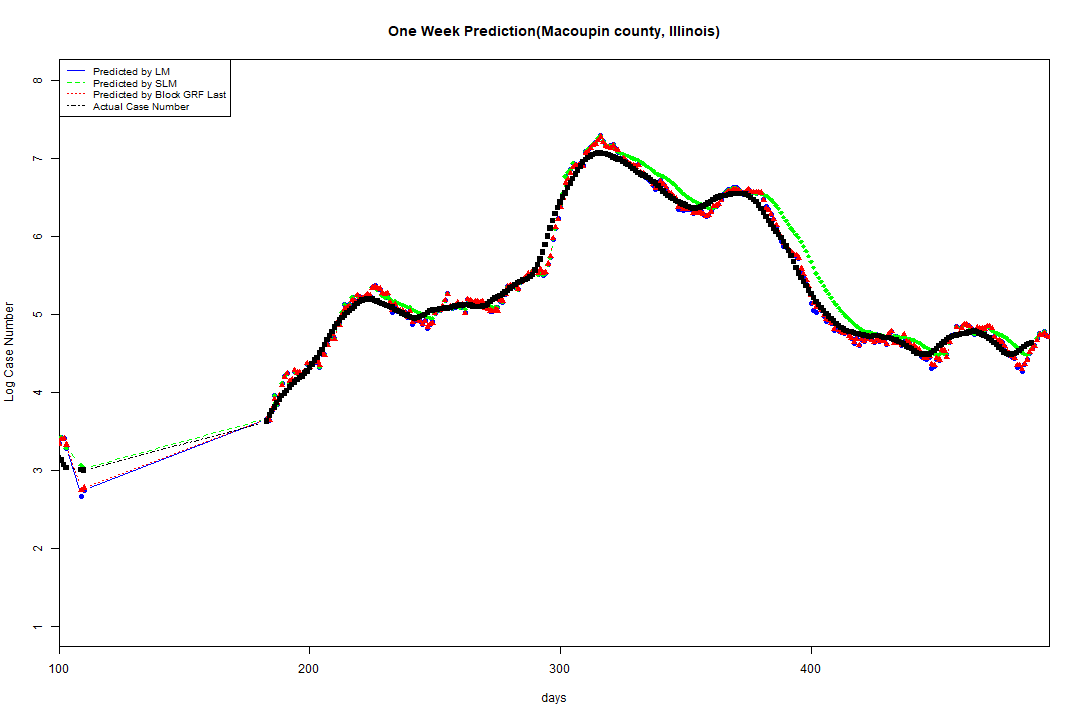 One Week Prediction(Macoupin county, Illinois)
Predicted by LM
Predicted by SLM
Predicted by Block GRF Last
Actual Case Number
8
7
6
5
4
3
2
1
Log Case Number
100 200 300 400
days